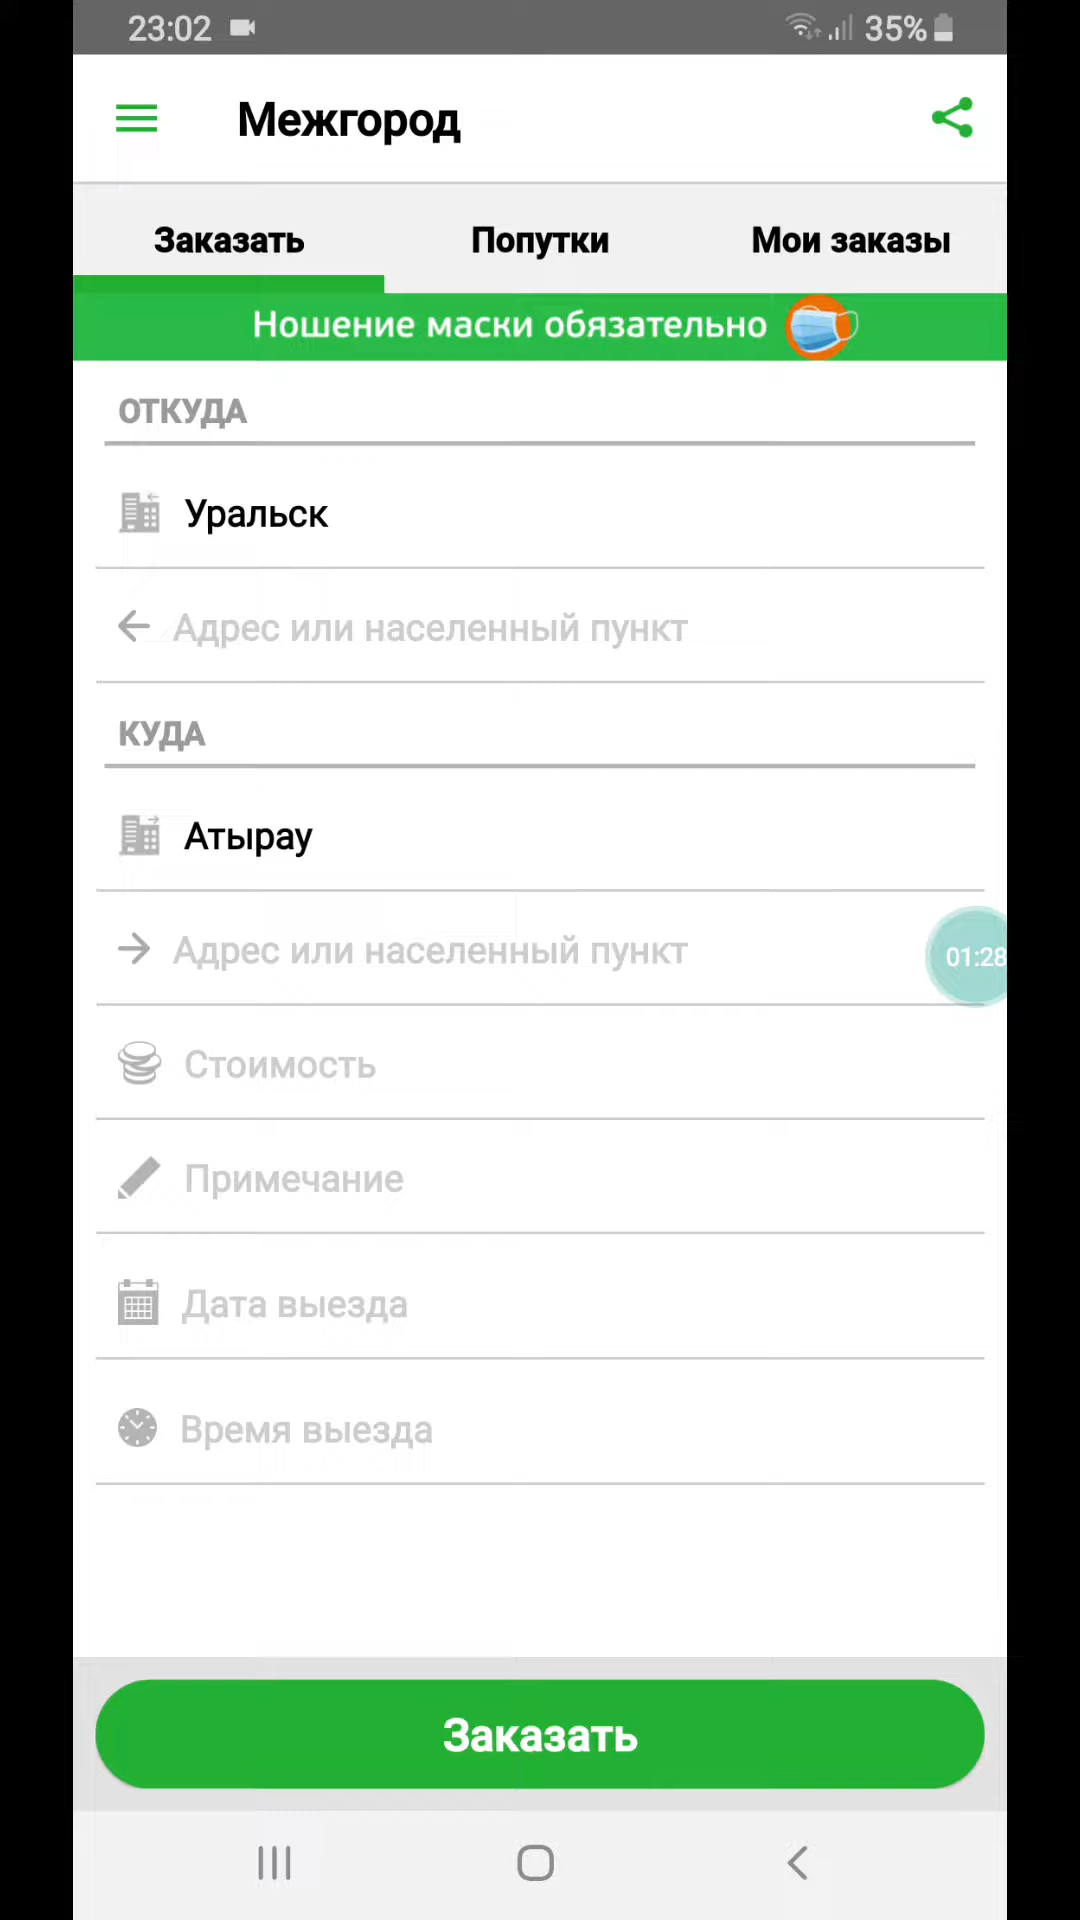 23:02 35%
Межгород
Заказать Попутки Мои заказы
Ношение маски обязательно
ОТКУДА
Уральск
Адрес или населенный пункт
КУДА
Атырау
Адрес или населенный пункт
01:28
Стоимость
Примечание
Дата выезда
Время выезда
Заказать